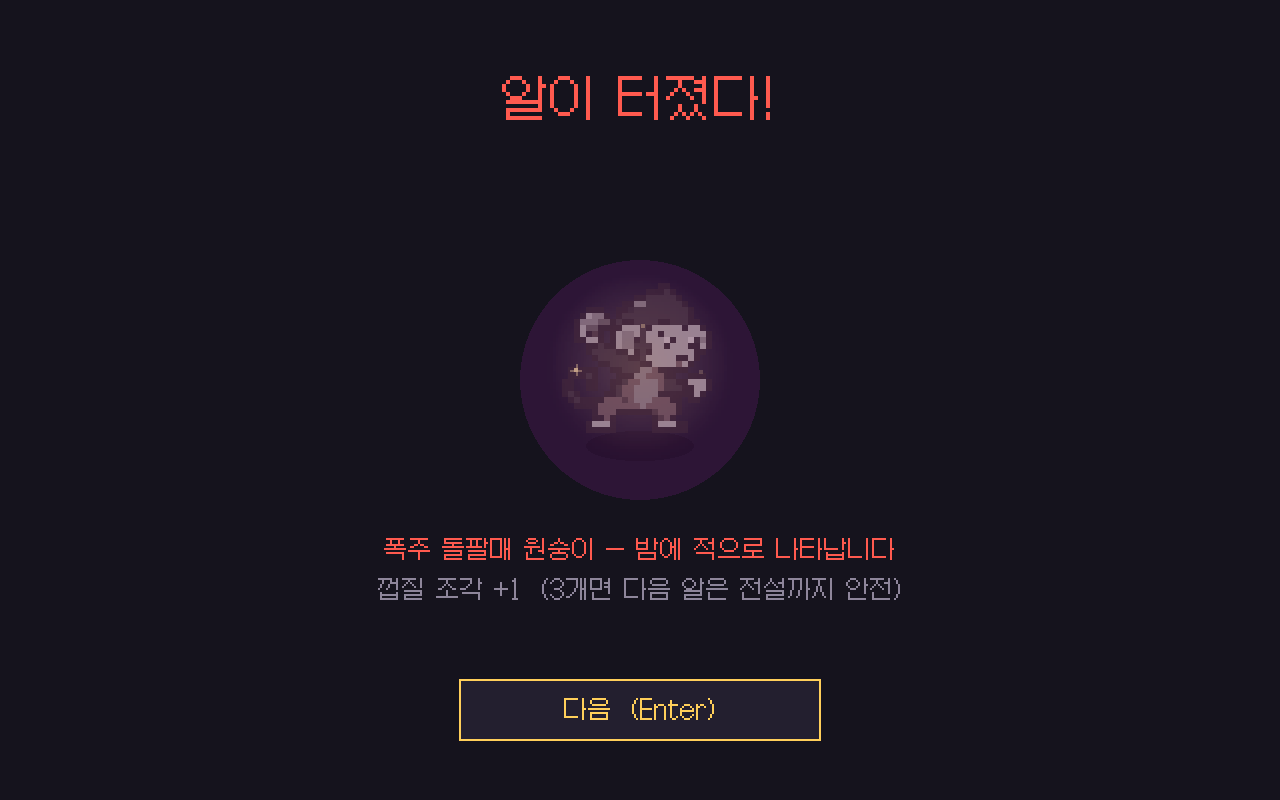 알이 터졌다!
폭주 돌팔매 원숭이 — 밤에 적으로 나타납니다
껍질 조각 +1 (3개면 다음 알은 전설까지 안전)
다음 (Enter)